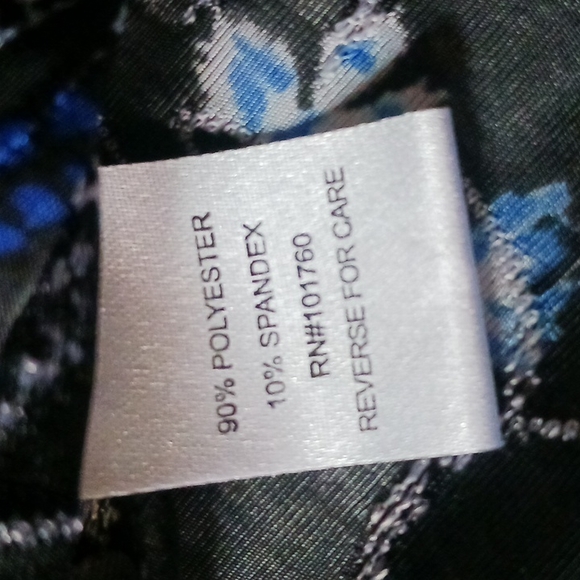 90% POLYESTER
10% SPANDEX
RN#101760
REVERSE FOR CARE